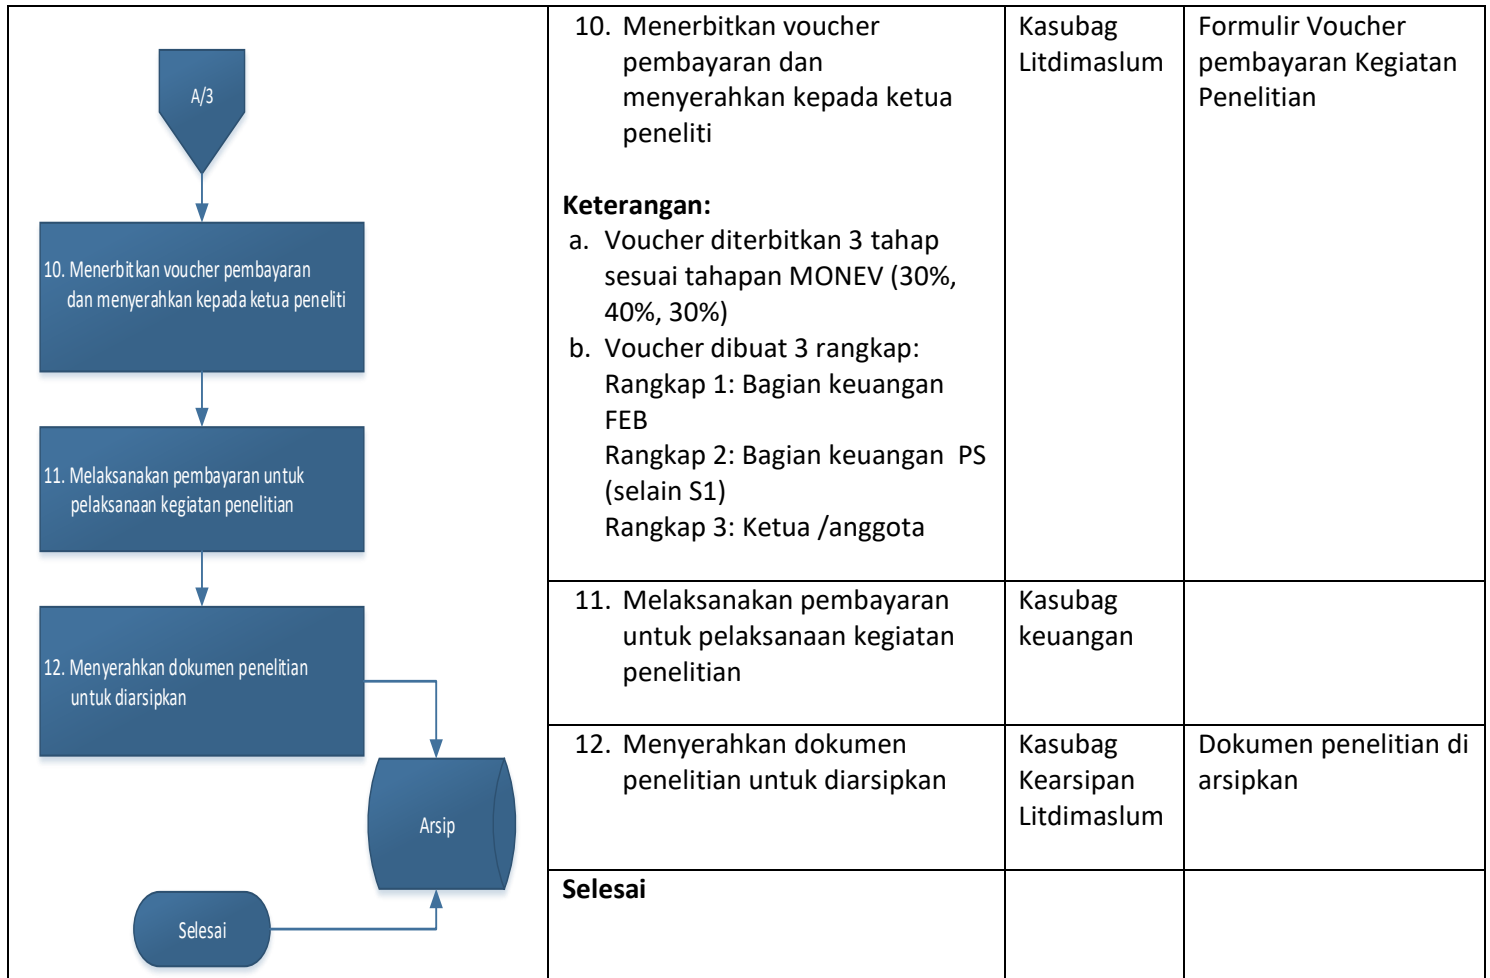 A/3
10. Menerbitkan voucher pembayaran
dan menyerahkan kepada ketua peneliti
11. Melaksanakan pembayaran untuk
pelaksanaan kegiatan penelitian
12. Menyerahkan dokumen penelitian
untuk diarsipkan
Arsip
Selesai
10. Menerbitkan voucher
pembayaran dan
menyerahkan kepada ketua
peneliti
Keterangan:
a. Voucher diterbitkan 3 tahap
sesuai tahapan MONEV (30%,
40%, 30%)
b. Voucher dibuat 3 rangkap:
Rangkap 1: Bagian keuangan
FEB
Rangkap 2: Bagian keuangan PS
(selain S1)
Rangkap 3: Ketua /anggota
Kasubag
Litdimaslum
Formulir Voucher
pembayaran Kegiatan
Penelitian
11. Melaksanakan pembayaran
untuk pelaksanaan kegiatan
penelitian
Kasubag
keuangan
12. Menyerahkan dokumen
penelitian untuk diarsipkan
Kasubag
Kearsipan
Litdimaslum
Dokumen penelitian di
arsipkan
Selesai